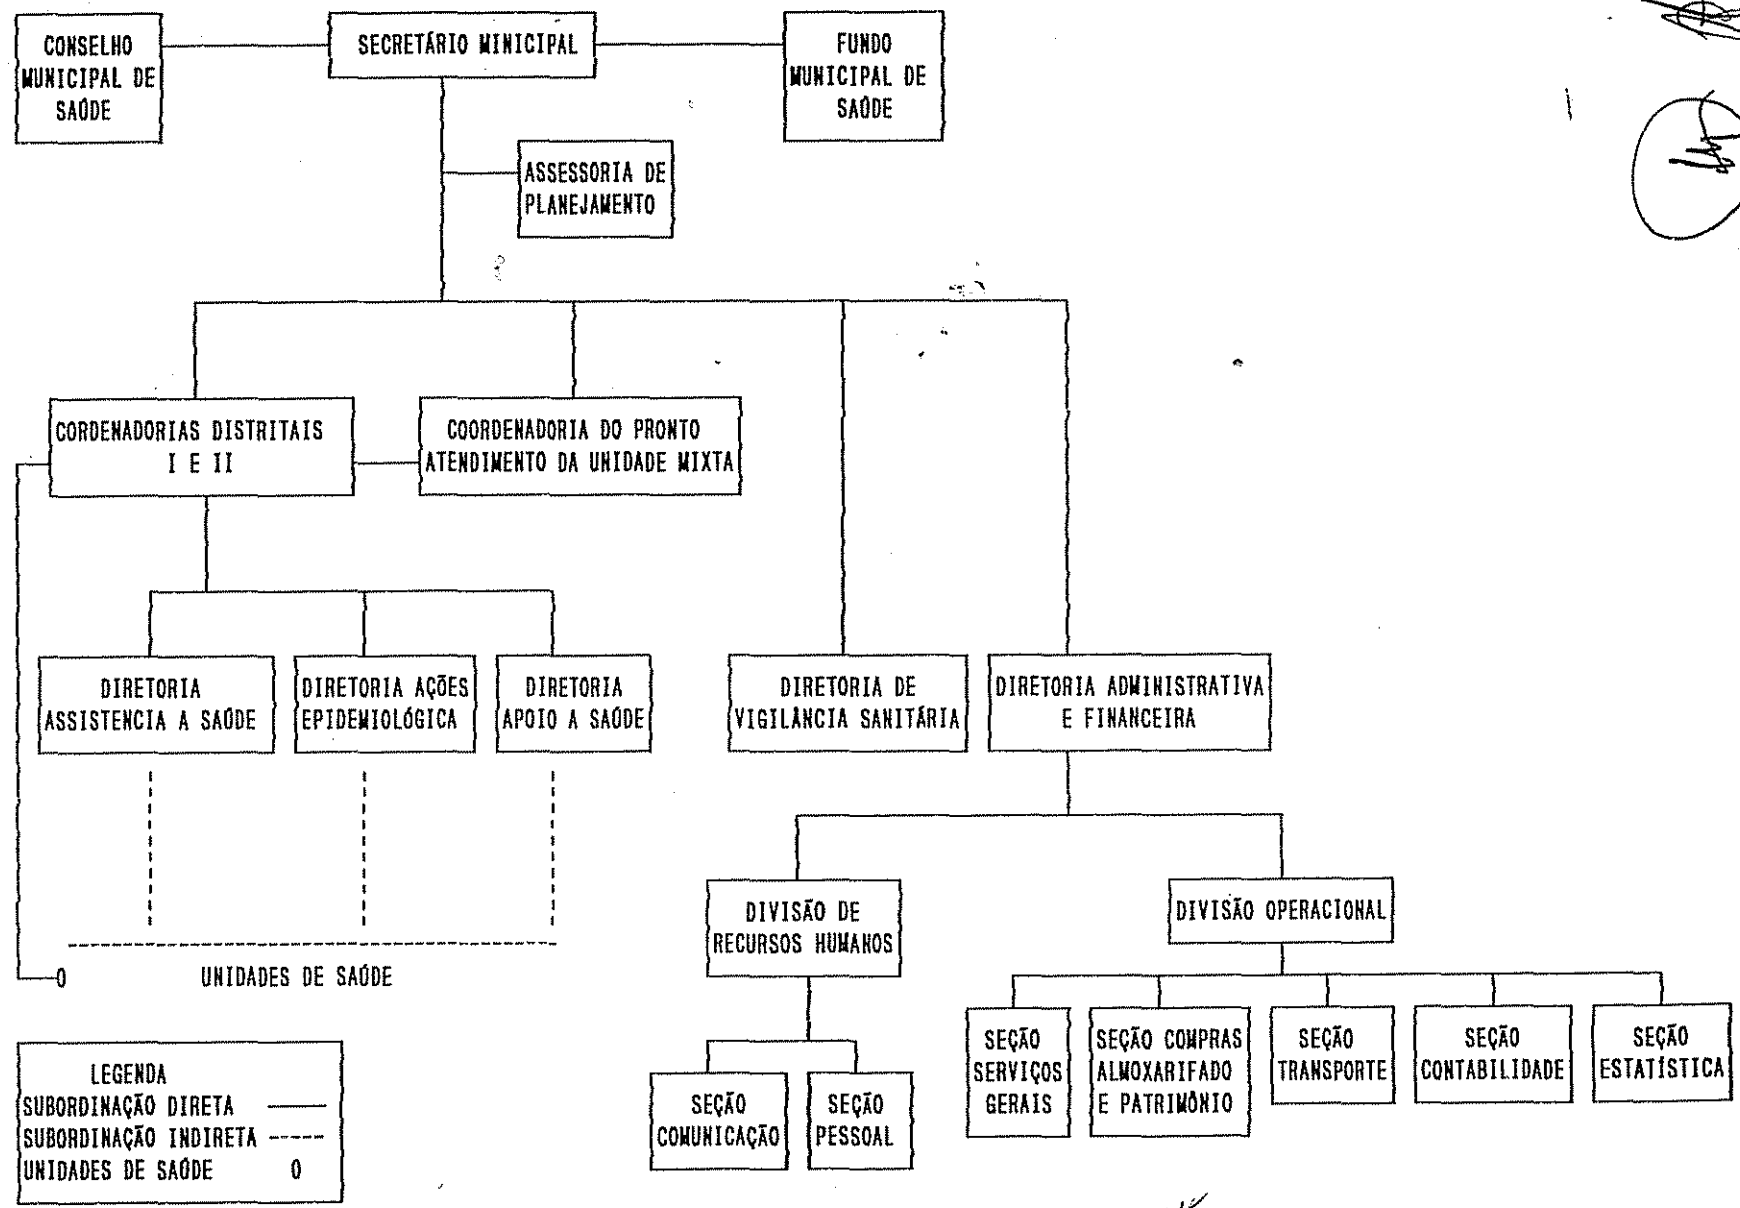 CONSELHO
MUNICIPAL DE
SAÚDE
SECRETÁRIO MINICIPAL
FUNDO
MUNICIPAL DE
SAÚDE
ASSESSORIA DE
PLANEJAMENTO
CORDENADORIAS DISTRITAIS
I E II
COORDENADORIA DO PRONTO
ATENDIMENTO DA UNIDADE MIXTA
DIRETORIA
ASSISTENCIA A SAÚDE
DIRETORIA AÇÕES
EPIDEMIOLÓGICA
DIRETORIA
APOIO A SAÚDE
DIRETORIA DE
VIGILÂNCIA SANITÁRIA
DIRETORIA ADMINISTRATIVA
E FINANCEIRA
DIVISÃO DE
RECURSOS HUMANOS
DIVISÃO OPERACIONAL
0 UNIDADES DE SAÚDE
SEÇÃO
SERVIÇOS
GERAIS
SEÇÃO COMPRAS
ALMOXARIFADO
E PATRIMÔNIO
SEÇÃO
TRANSPORTE
SEÇÃO
CONTABILIDADE
SEÇÃO
ESTATÍSTICA
SEÇÃO
COMUNICAÇÃO
SEÇÃO
PESSOAL
LEGENDA
SUBORDINAÇÃO DIRETA
SUBORDINAÇÃO INDIRETA
UNIDADES DE SAÚDE 0